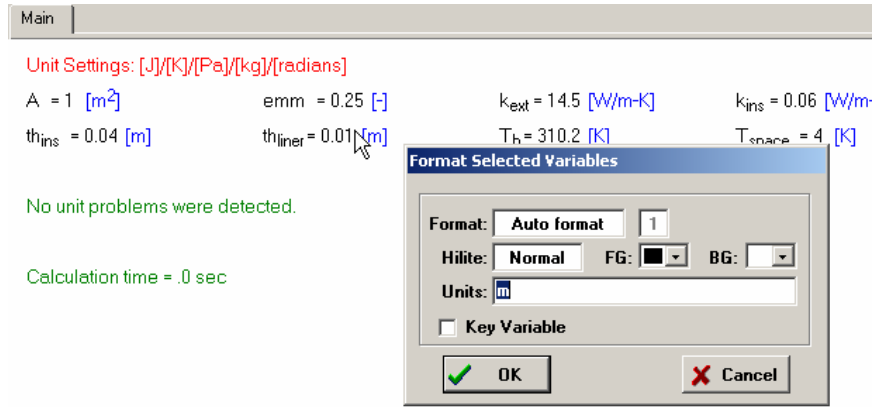 Main
Unit Settings: [J]/[K]/[Pa]/[kg]/[radians]
A = 1 [m2] emm = 0.25 [-] kext = 14.5 [W/m-K] kins = 0.06 [W/m-
thins = 0.04 [m] thliner = 0.01 [m] Tb = 310.2 [K] Tspace = 4 [K]
Format Selected Variables
No unit problems were detected.
Format: Auto format 1
Hilite: Normal FG: BG:
Calculation time = .0 sec
Units: m
Key Variable
OK Cancel